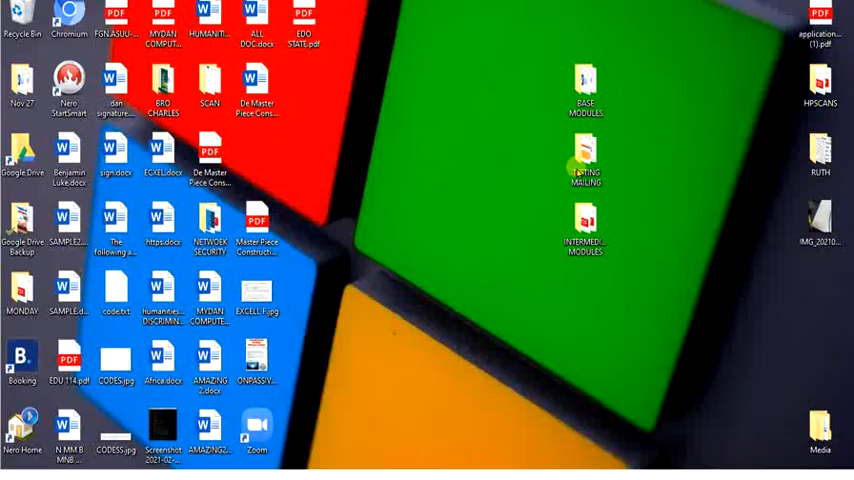 Recycle Bin
Chromium
FGN.ASUU-...
MYDAN
COMPUT...
HUMANITI...
ALL
DOC.docx
EDO
STATE.pdf
application...
(1).pdf
Nov 27
Nero
StartSmart
dan
signature....
BRO
CHARLES
SCAN
De Master
Piece Cons...
BASE
MODULES
HPSCANS
Google Drive
Benjamin
Luke.docx
sign.docx
ECXEL.docx
De Master
Piece Cons...
TESTING
MAILING
RUTH
Google Drive
Backup
SAMPLE2....
The
following a...
https.docx
NETWOEK
SECURITY
Master Piece
Constructi...
INTERMEDI...
MODULES
IMG_20210...
MONDAY
SAMPLE.d...
code.txt
humanities...
DISCRIMIN...
MYDAN
COMPUTE...
EXCELL F.jpg
Booking
EDU 114.pdf
CODES.jpg
Africa.docx
AMAZING
2.docx
ONPASSIV...
Nero Home
N MM B
MNB ...
CODESS.jpg
Screenshot
2021-02-...
AMAZING2...
Zoom
Media